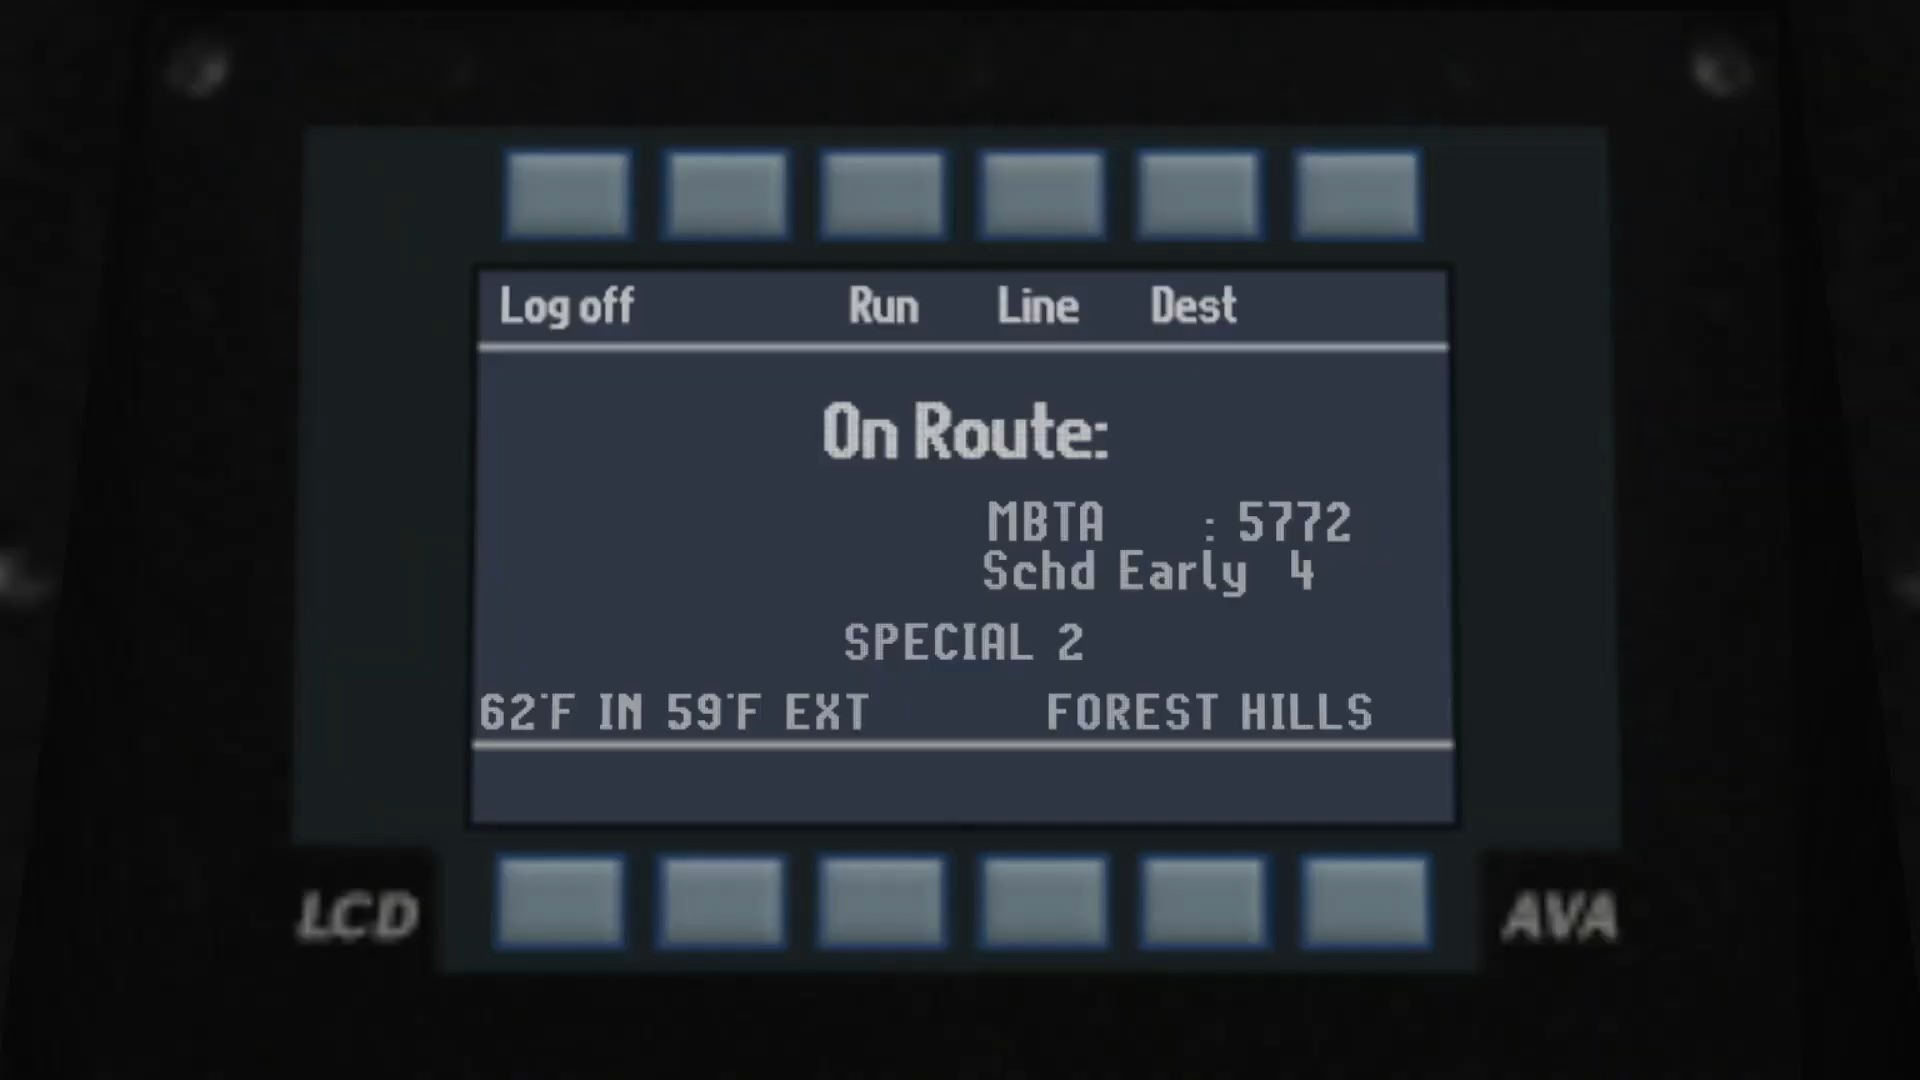 Log off Run Line Dest
On Route:
MBTA : 5772
Schd Early 4
SPECIAL 2
62°F IN 59°F EXT FOREST HILLS
LCD AVA